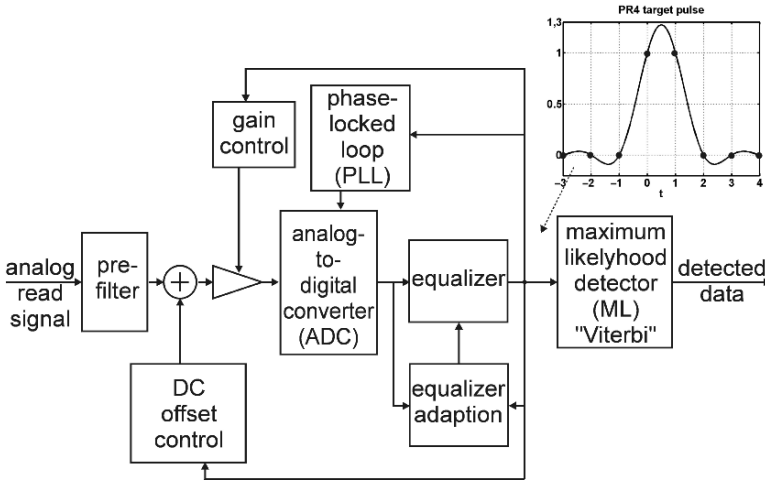 PR4 target pulse
1,3
1
0.5
0
-3 -2 -1 0 1 2 3 4
t
gain
control
phase-
locked
loop
(PLL)
analog
read
signal
pre-
filter
+
analog-
to-
digital
converter
(ADC)
equalizer
maximum
likelyhood
detector
(ML)
"Viterbi"
detected
data
DC
offset
control
equalizer
adaption